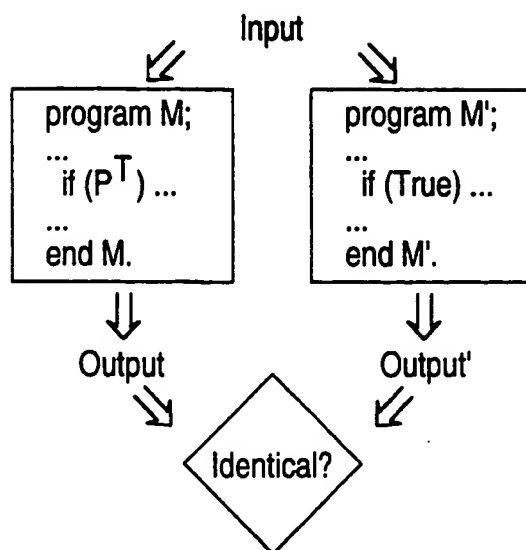 Input
program M;
...
if (P^T) ...
...
end M.
program M';
...
if (True) ...
...
end M'.
Output
Output'
Identical?